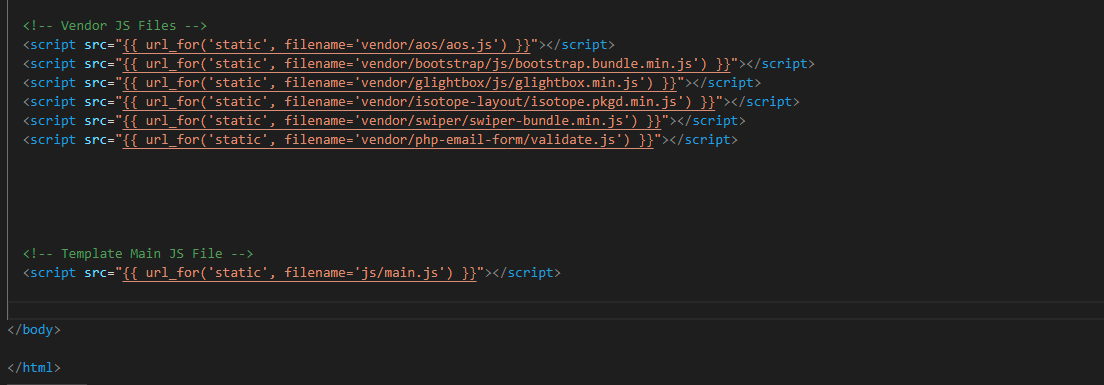 <!-- Vendor JS Files -->
<script src="{{ url_for('static', filename='vendor/aos/aos.js') }}"></script>
<script src="{{ url_for('static', filename='vendor/bootstrap/js/bootstrap.bundle.min.js') }}"></script>
<script src="{{ url_for('static', filename='vendor/glightbox/js/glightbox.min.js') }}"></script>
<script src="{{ url_for('static', filename='vendor/isotope-layout/isotope.pkgd.min.js') }}"></script>
<script src="{{ url_for('static', filename='vendor/swiper/swiper-bundle.min.js') }}"></script>
<script src="{{ url_for('static', filename='vendor/php-email-form/validate.js') }}"></script>
<!-- Template Main JS File -->
<script src="{{ url_for('static', filename='js/main.js') }}"></script>
</body>
</html>